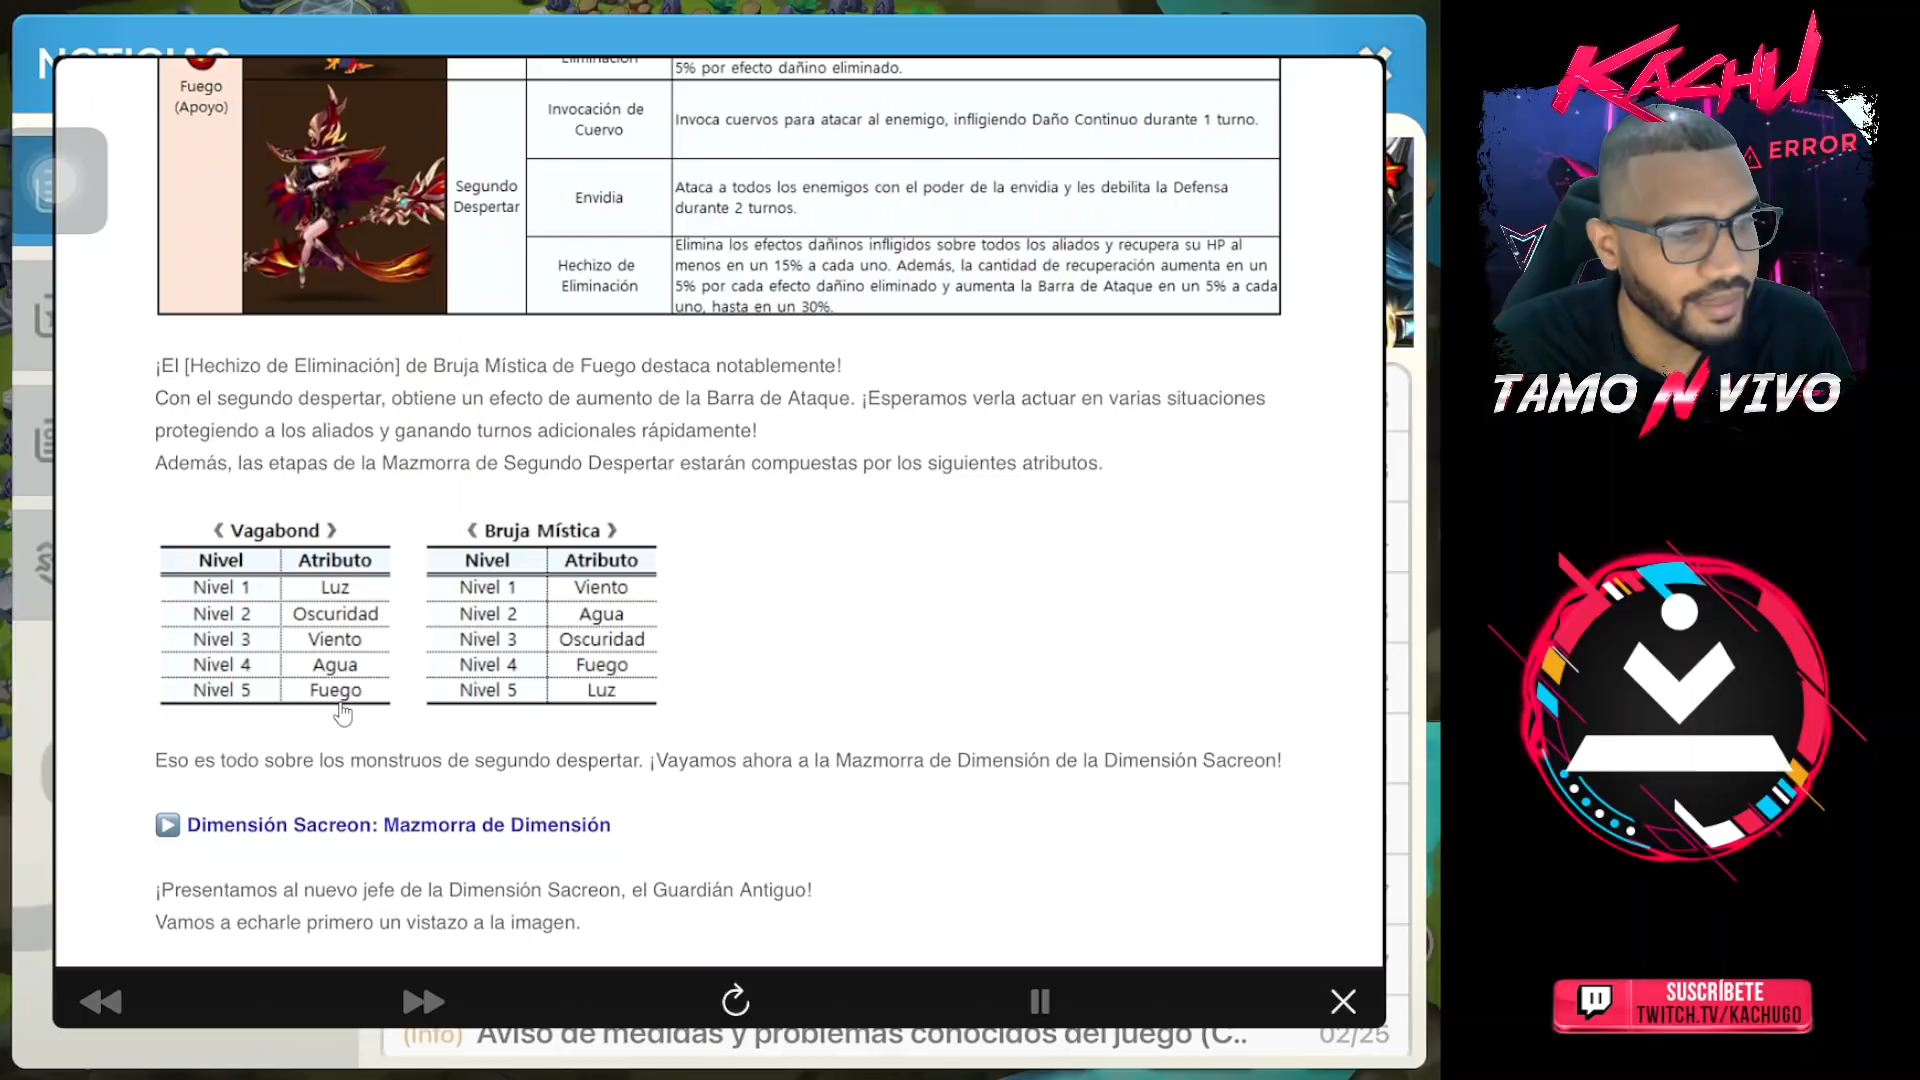 NOTICIAS
Fuego
(Apoyo)
Eliminación
5% por efecto dañino eliminado.
Segundo
Despertar
Invocación de
Cuervo
Invoca cuervos para atacar al enemigo, infligiendo Daño Continuo durante 1 turno.
Envidia
Ataca a todos los enemigos con el poder de la envidia y les debilita la Defensa
durante 2 turnos.
Hechizo de
Eliminación
Elimina los efectos dañinos infligidos sobre todos los aliados y recupera su HP al
menos en un 15% a cada uno. Además, la cantidad de recuperación aumenta en un
5% por cada efecto dañino eliminado y aumenta la Barra de Ataque en un 5% a cada
uno, hasta en un 30%.
¡El [Hechizo de Eliminación] de Bruja Mística de Fuego destaca notablemente!
Con el segundo despertar, obtiene un efecto de aumento de la Barra de Ataque. ¡Esperamos verla actuar en varias situaciones
protegiendo a los aliados y ganando turnos adicionales rápidamente!
Además, las etapas de la Mazmorra de Segundo Despertar estarán compuestas por los siguientes atributos.
《 Vagabond 》
Nivel Atributo
Nivel 1 Luz
Nivel 2 Oscuridad
Nivel 3 Viento
Nivel 4 Agua
Nivel 5 Fuego
《 Bruja Mística 》
Nivel Atributo
Nivel 1 Viento
Nivel 2 Agua
Nivel 3 Oscuridad
Nivel 4 Fuego
Nivel 5 Luz
Eso es todo sobre los monstruos de segundo despertar. ¡Vayamos ahora a la Mazmorra de Dimensión de la Dimensión Sacreon!
Dimensión Sacreon: Mazmorra de Dimensión
¡Presentamos al nuevo jefe de la Dimensión Sacreon, el Guardián Antiguo!
Vamos a echarle primero un vistazo a la imagen.
(Info) Aviso de medidas y problemas conocidos del juego (C.. 02/25
KACHU
ERROR
TAMO N VIVO
SUSCRÍBETE
TWITCH.TV/KACHUGO